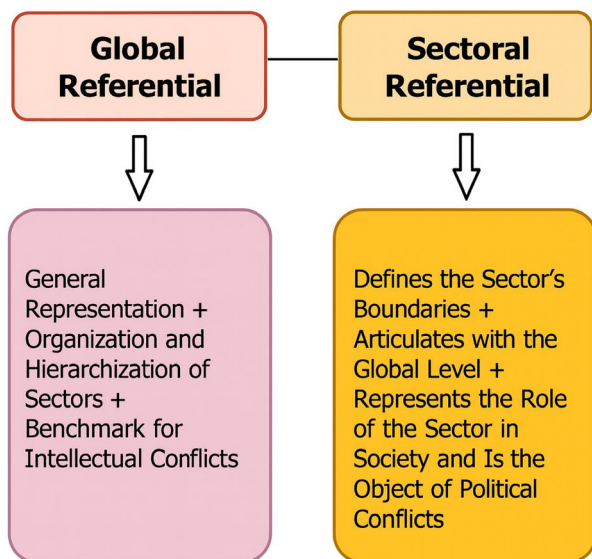 Global
Referential
Sectoral
Referential
General
Representation +
Organization and
Hierarchization of
Sectors +
Benchmark for
Intellectual Conflicts
Defines the Sector's
Boundaries +
Articulates with the
Global Level +
Represents the Role
of the Sector in
Society and Is the
Object of Political
Conflicts